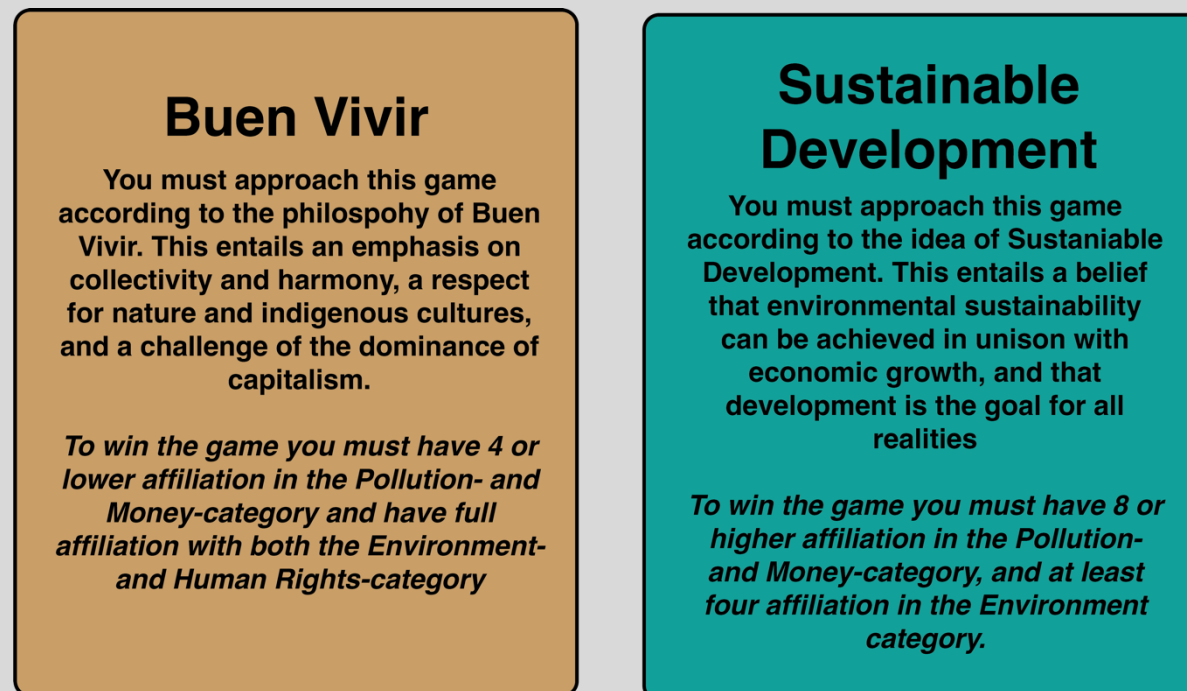 Buen Vivir
You must approach this game
according to the philospohy of Buen
Vivir. This entails an emphasis on
collectivity and harmony, a respect
for nature and indigenous cultures,
and a challenge of the dominance of
capitalism.
To win the game you must have 4 or
lower affiliation in the Pollution- and
Money-category and have full
affiliation with both the Environment-
and Human Rights-category
Sustainable
Development
You must approach this game
according to the idea of Sustaniable
Development. This entails a belief
that environmental sustainability
can be achieved in unison with
economic growth, and that
development is the goal for all
realities
To win the game you must have 8 or
higher affiliation in the Pollution-
and Money-category, and at least
four affiliation in the Environment
category.